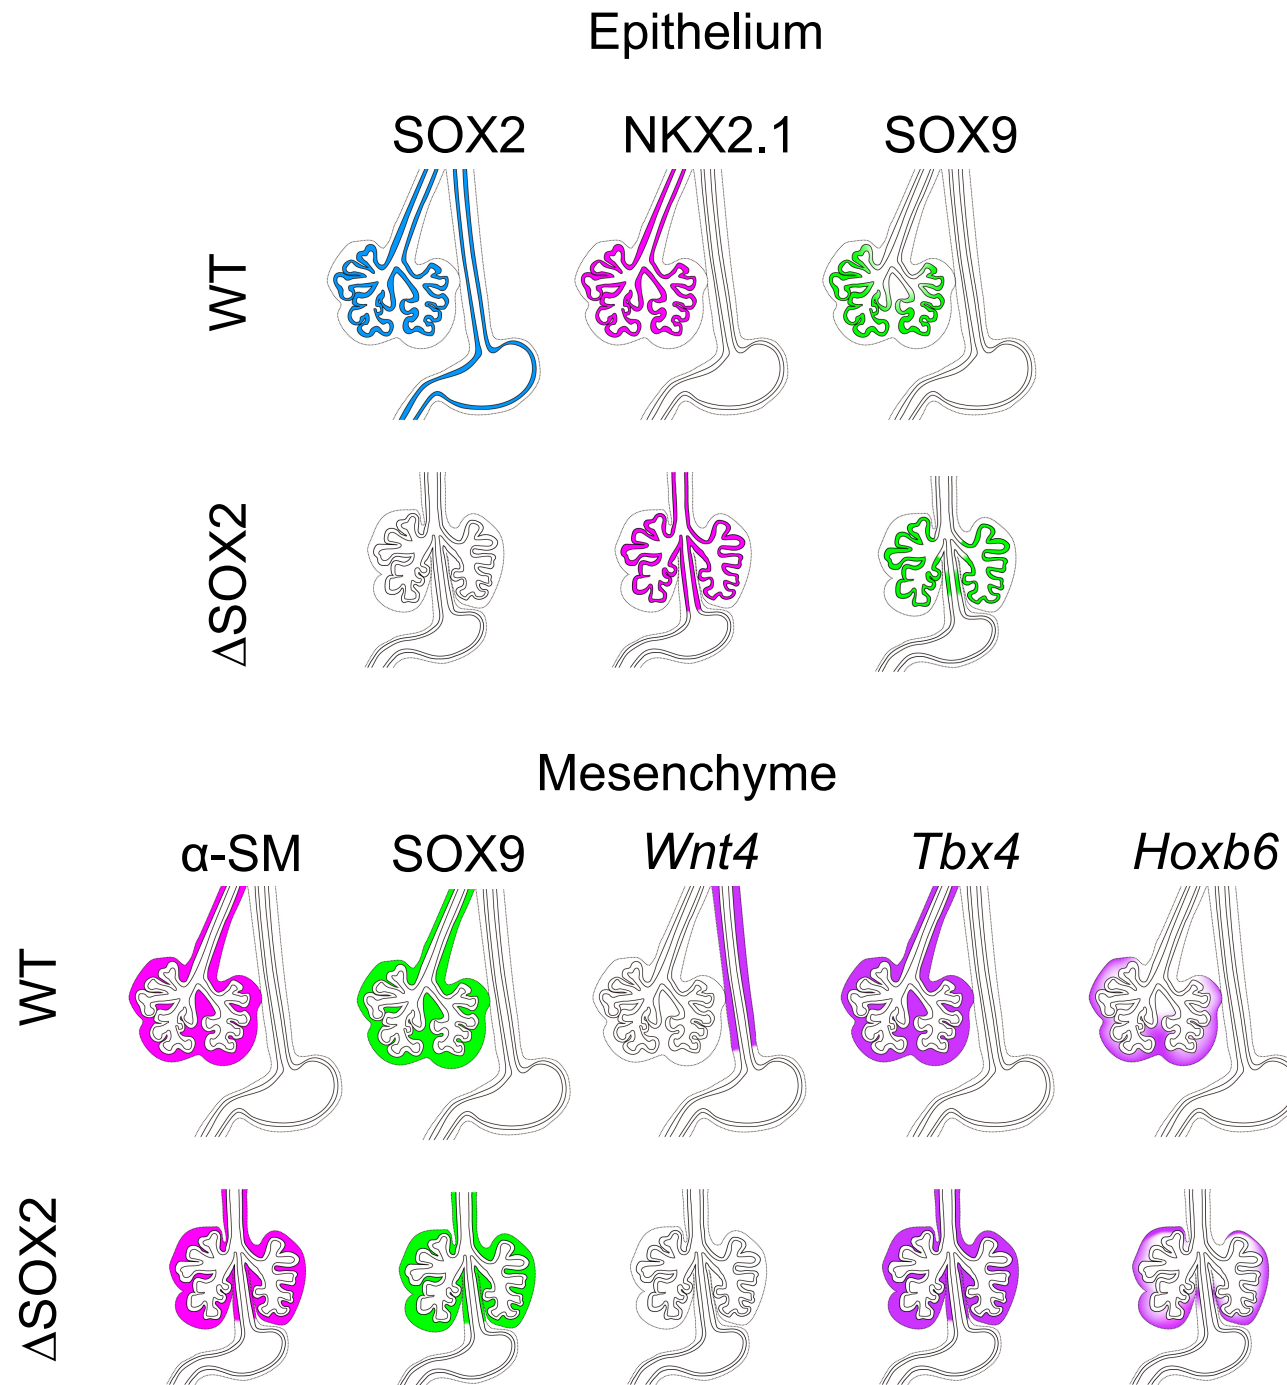 Epithelium
SOX2 NKX2.1 SOX9
WT
ΔSOX2
Mesenchyme
α-SM SOX9 Wnt4 Tbx4 Hoxb6
WT
ΔSOX2